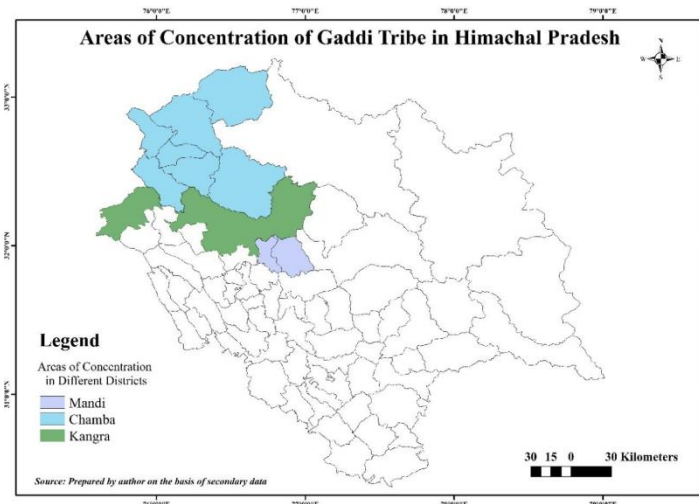 76°0'0"E 77°0'0"E 78°0'0"E 79°0'0"E
Areas of Concentration of Gaddi Tribe in Himachal Pradesh
N
W E
S
33°0'0"N
32°0'0"N
31°0'0"N
Legend
Areas of Concentration
in Different Districts
Mandi
Chamba
Kangra
30 15 0 30 Kilometers
Source: Prepared by author on the basis of secondary data